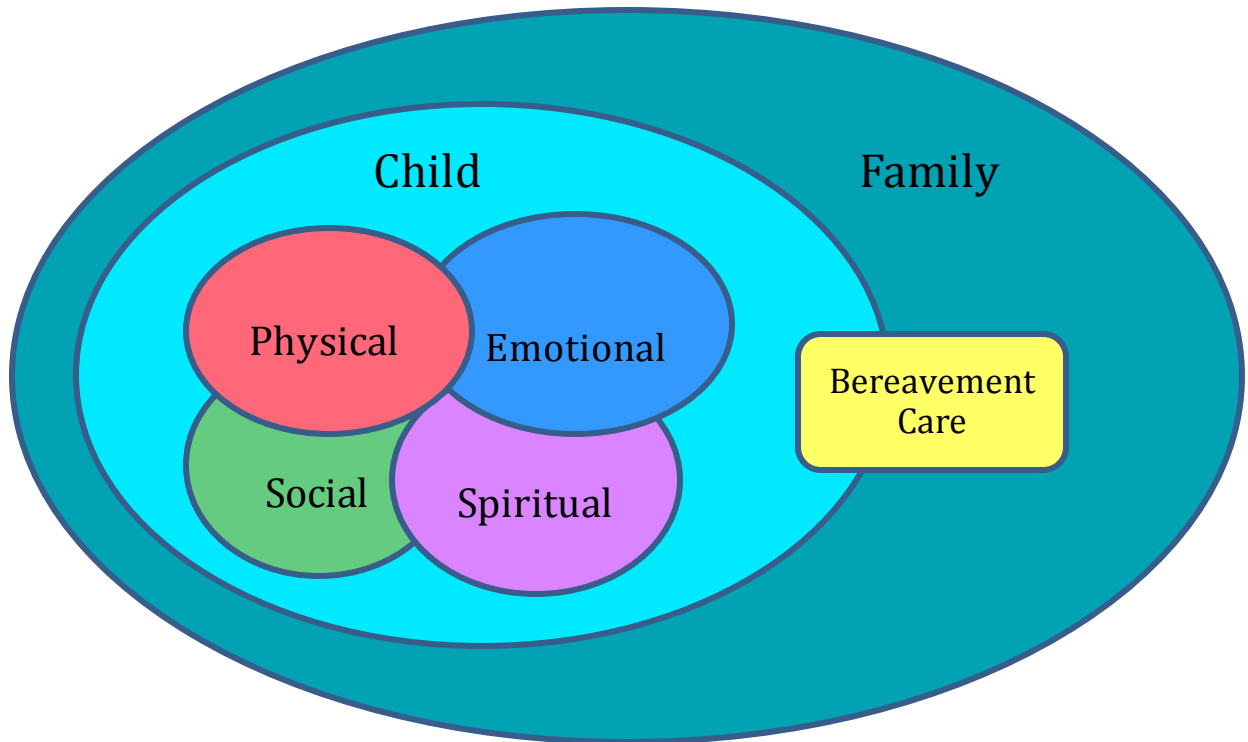 Child
Family
Physical
Emotional
Social
Spiritual
Bereavement
Care